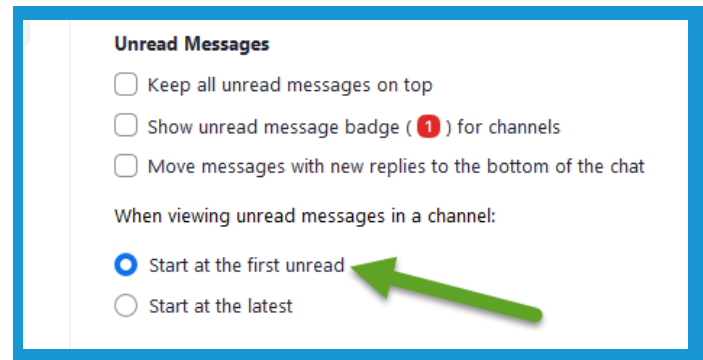 Unread Messages
Keep all unread messages on top
Show unread message badge ( 1 ) for channels
Move messages with new replies to the bottom of the chat
When viewing unread messages in a channel:
Start at the first unread
Start at the latest